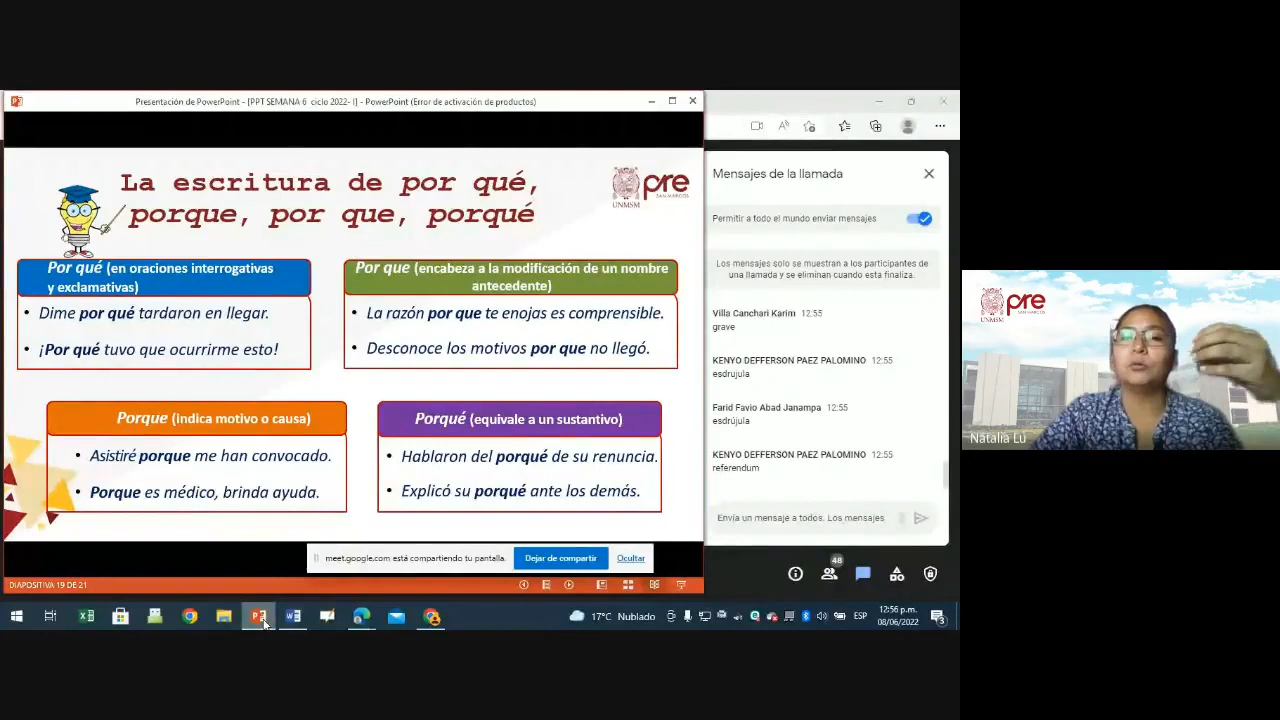 Presentación de PowerPoint - [PPT SEMANA 6 ciclo 2022- I] - PowerPoint (Error de activación de productos)
La escritura de por qué,
porque, por que, porqué
UNMSM
pre
SAN MARCOS
Por qué (en oraciones interrogativas
y exclamativas)
• Dime por qué tardaron en llegar.
• ¡Por qué tuvo que ocurrirme esto!
Por que (encabeza a la modificación de un nombre
antecedente)
• La razón por que te enojas es comprensible.
• Desconoce los motivos por que no llegó.
Porque (indica motivo o causa)
• Asistiré porque me han convocado.
• Porque es médico, brinda ayuda.
Porqué (equivale a un sustantivo)
• Hablaron del porqué de su renuncia.
• Explicó su porqué ante los demás.
meet.google.com está compartiendo tu pantalla.
Dejar de compartir
Ocultar
DIAPOSITIVA 19 DE 21
Mensajes de la llamada
Permitir a todo el mundo enviar mensajes
Los mensajes solo se muestran a los participantes de
una llamada y se eliminan cuando esta finaliza.
Villa Canchari Karim 12:55
grave
KENYO DEFFERSON PAEZ PALOMINO 12:55
esdrujula
Farid Favio Abad Janampa 12:55
esdrújula
KENYO DEFFERSON PAEZ PALOMINO 12:55
referendum
Envía un mensaje a todos. Los mensajes
48
17°C Nublado
ESP
12:56 p.m.
08/06/2022
3
UNMSM
pre
SAN MARCOS
Natalia Lu